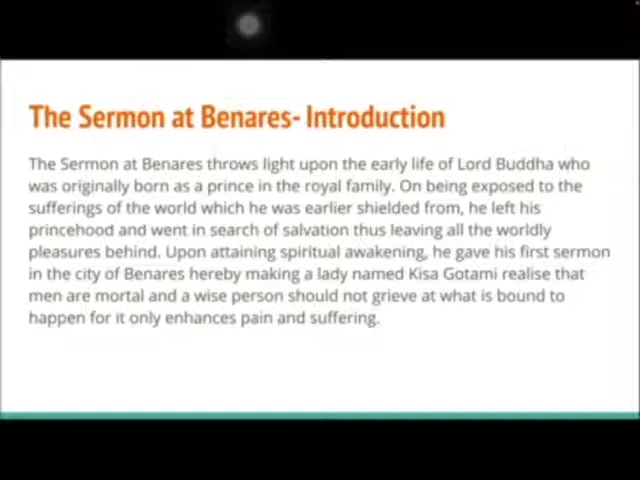 The Sermon at Benares- Introduction
The Sermon at Benares throws light upon the early life of Lord Buddha who
was originally born as a prince in the royal family. On being exposed to the
sufferings of the world which he was earlier shielded from, he left his
princehood and went in search of salvation thus leaving all the worldly
pleasures behind. Upon attaining spiritual awakening, he gave his first sermon
in the city of Benares hereby making a lady named Kisa Gotami realise that
men are mortal and a wise person should not grieve at what is bound to
happen for it only enhances pain and suffering.